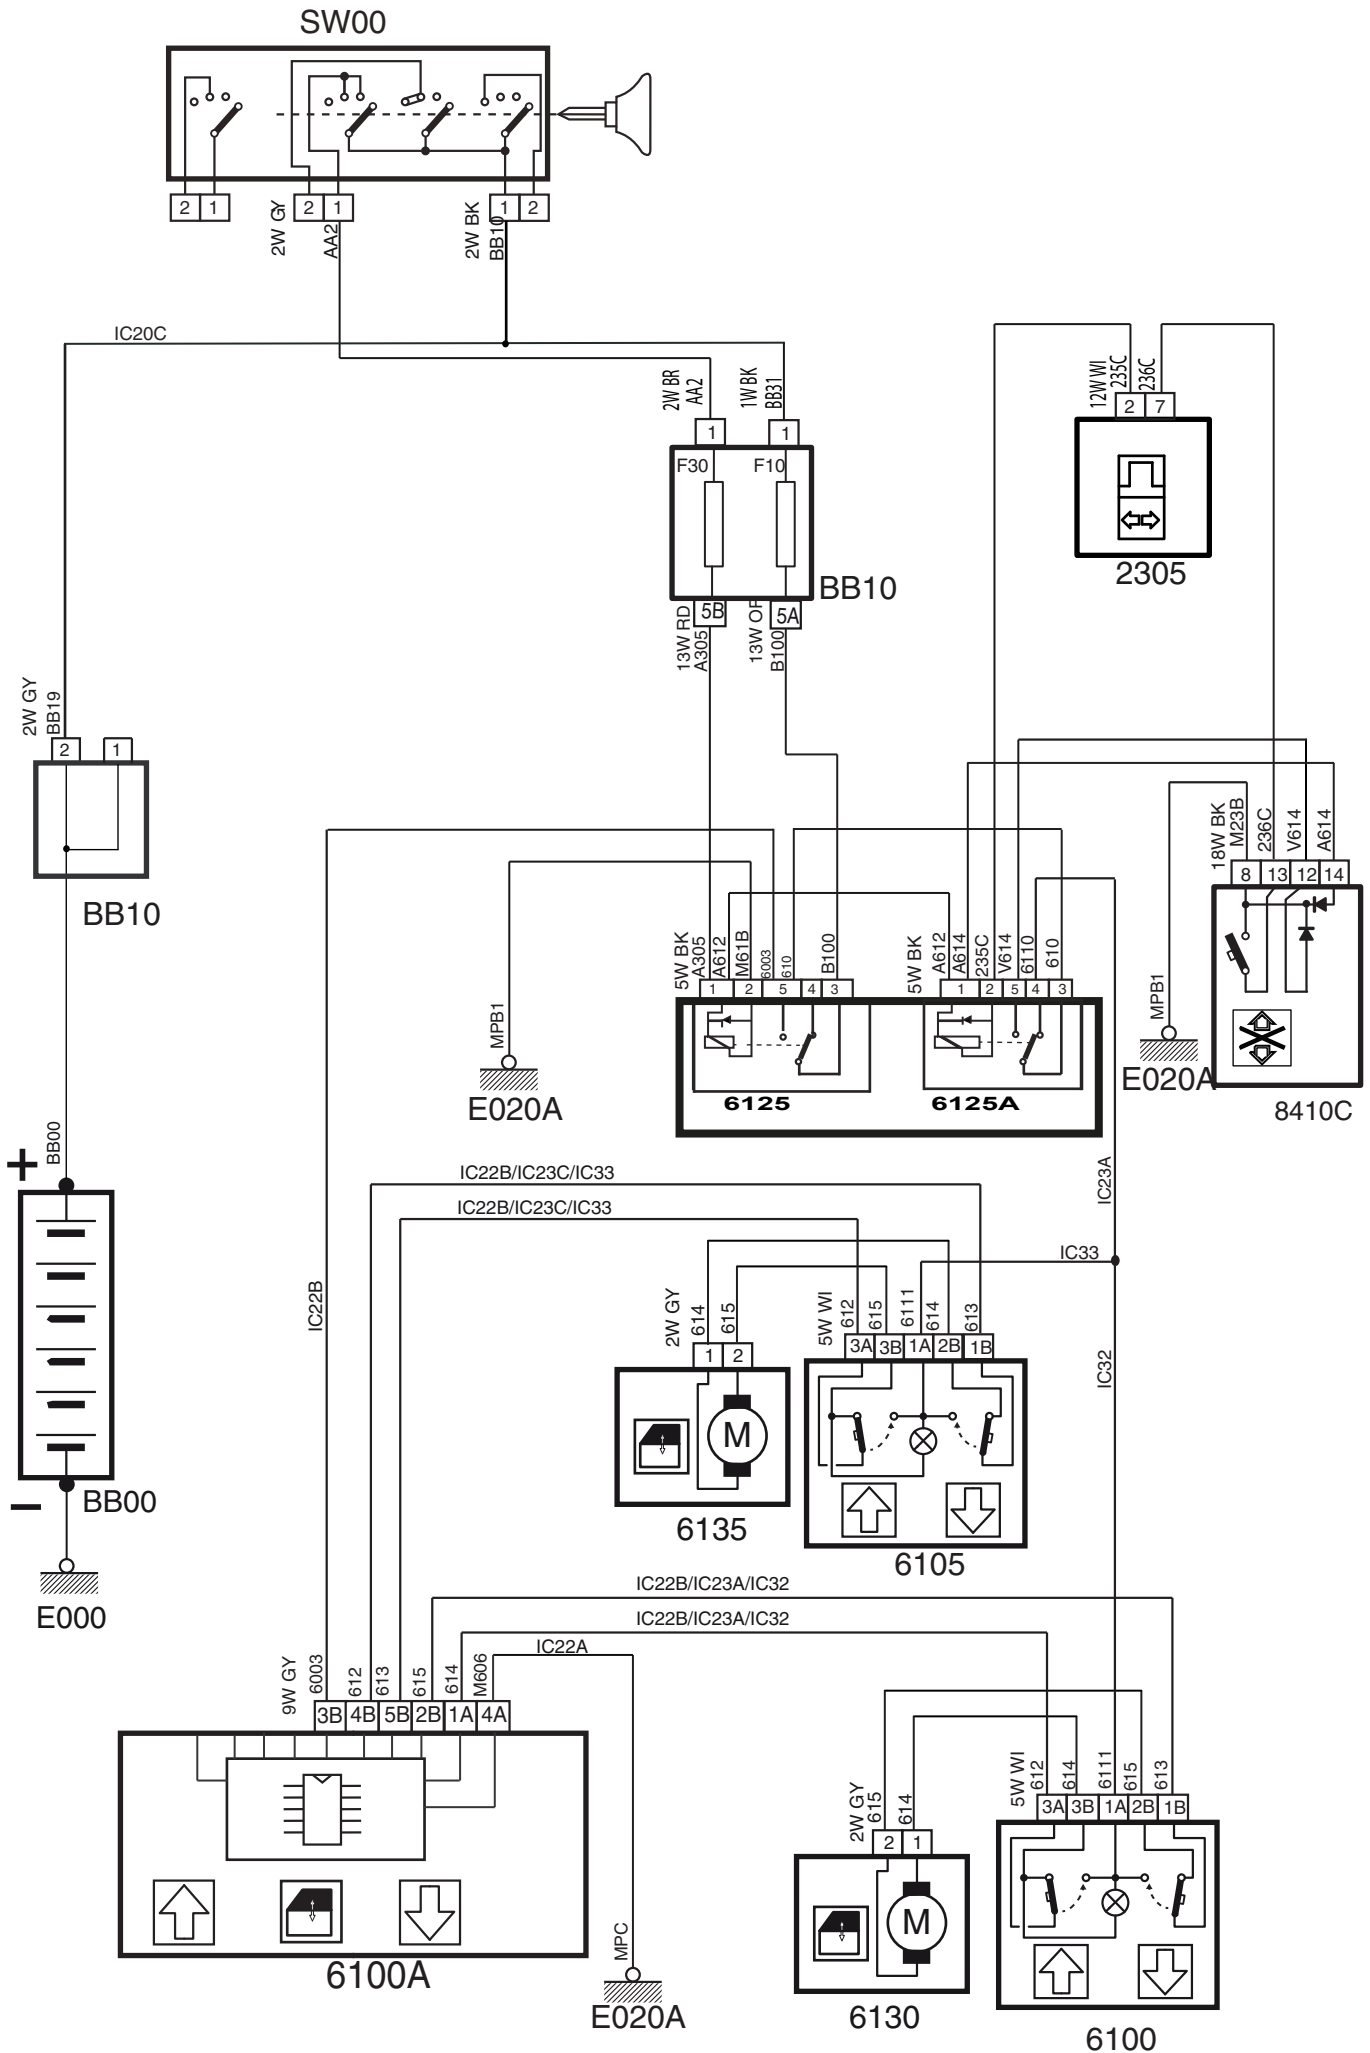 SW00
2 1
2W GY
2 1
AA2
2W BK
1 2
BB10
IC20C
2W BR
AA2
1W BK
BB31
1 1
F30 F10
BB10
5B 5A
13W RD
A305
13W OR
B100
12W WI
235C
236C
2 7
2305
2W GY
BB19
2 1
BB10
18W BK
M23B
236C
V614
A614
8 13 12 14
MPB1
E020A
8410C
5W BK
A305
A612
M61B
6003
610
B100
1 2 5 4 3
5W BK
A612
A614
235C
V614
6110
610
1 2 5 4 3
MPB1
E020A
6125 6125A
BB00
+
−
BB00
E000
IC22B/IC23C/IC33
IC22B/IC23C/IC33
IC23A
IC33
IC22B
IC32
2W GY
614
615
1 2
M
6135
5W WI
612
615
6111
614
613
3A 3B 1A 2B 1B
6105
IC22B/IC23A/IC32
IC22B/IC23A/IC32
IC22A
9W GY
6003
612
613
615
614
M606
3B 4B 5B 2B 1A 4A
6100A
MPC
E020A
2W GY
615
614
2 1
M
6130
5W WI
612
614
6111
615
613
3A 3B 1A 2B 1B
6100